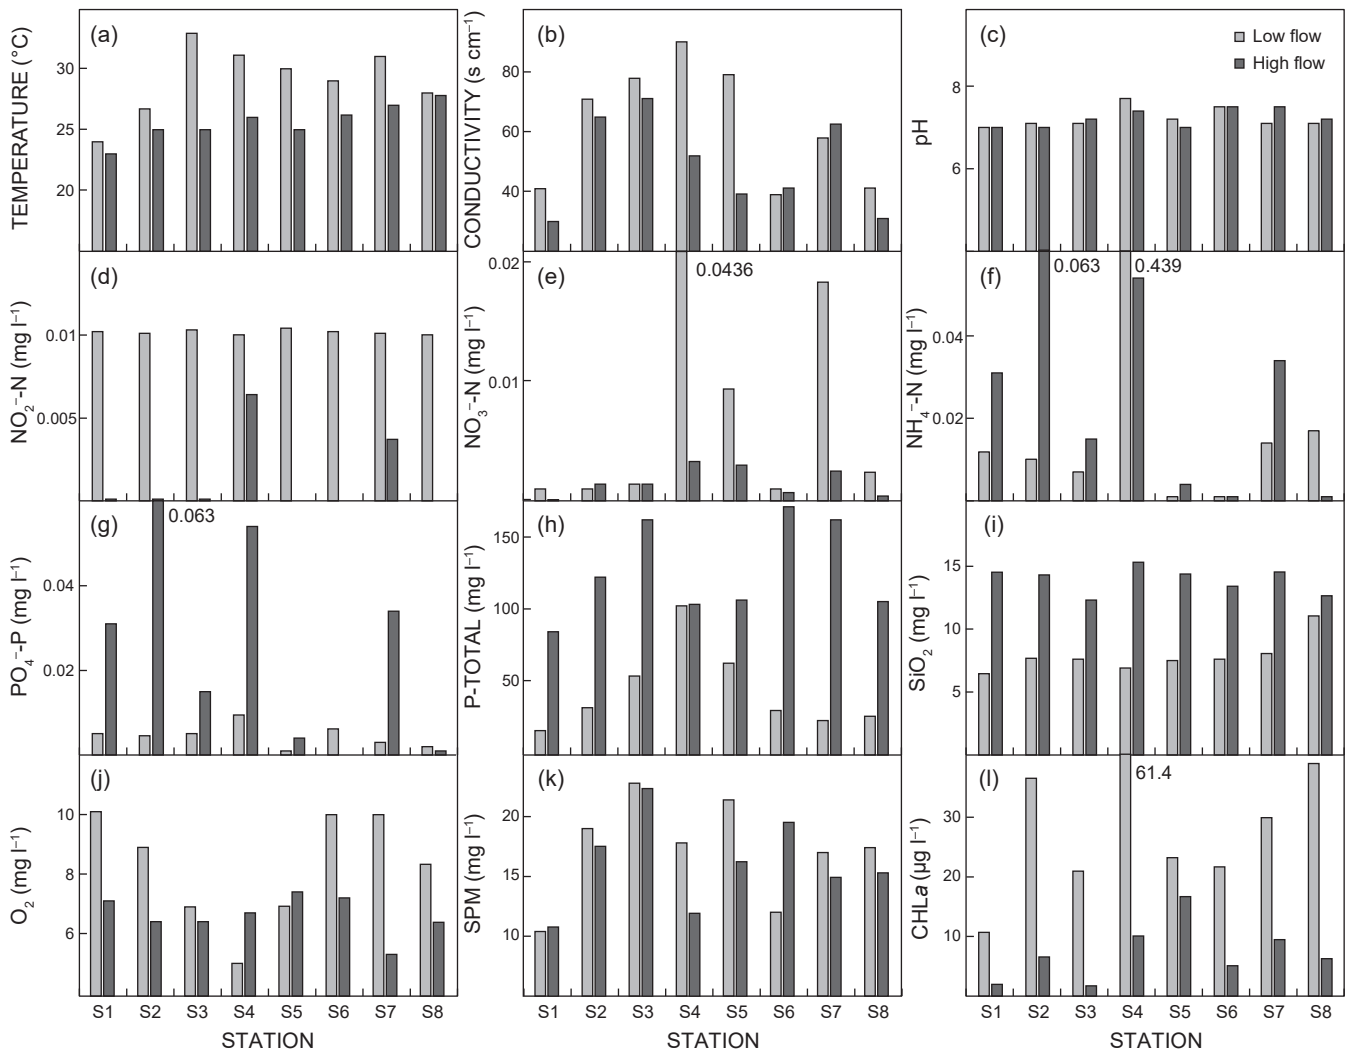 (a)
TEMPERATURE (°C)
30
25
20
(b)
CONDUCTIVITY (s cm⁻¹)
80
60
40
(c)
Low flow
High flow
pH
8
6
(d)
NO₂⁻-N (mg l⁻¹)
0.01
0.005
(e)
0.0436
NO₃⁻-N (mg l⁻¹)
0.02
0.01
(f)
0.063
0.439
NH₄⁻-N (mg l⁻¹)
0.04
0.02
(g)
0.063
PO₄⁻-P (mg l⁻¹)
0.04
0.02
(h)
P-TOTAL (mg l⁻¹)
150
100
50
(i)
SiO₂ (mg l⁻¹)
15
10
5
(j)
O₂ (mg l⁻¹)
10
8
6
S1 S2 S3 S4 S5 S6 S7 S8
STATION
(k)
SPM (mg l⁻¹)
20
15
10
S1 S2 S3 S4 S5 S6 S7 S8
STATION
(l)
61.4
CHLa (µg l⁻¹)
30
20
10
S1 S2 S3 S4 S5 S6 S7 S8
STATION